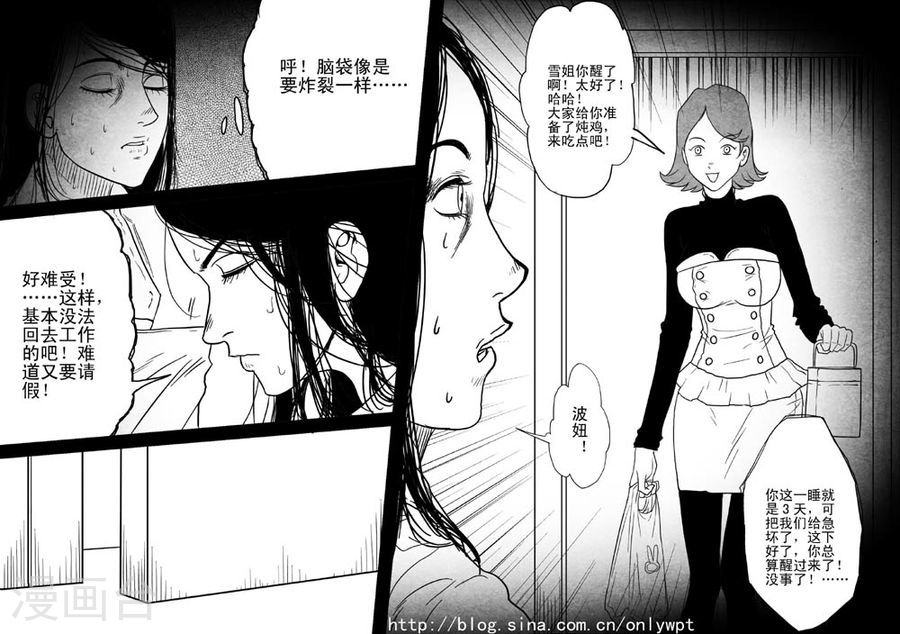 呼！脑袋像是
要炸裂一样……
好难受！
……这样，
基本没法
回去工作
的吧！难
道又要请
假！
雪姐你醒了
啊！太好了！
哈哈！
大家给你准
备了炖鸡，
来吃点吧！
波妞！
你这一睡就
是3天，可
把我们给急
坏了，这下
好了，你总
算醒过来了！
没事了！……
漫画台
http://blog.sina.com.cn/onlywpt